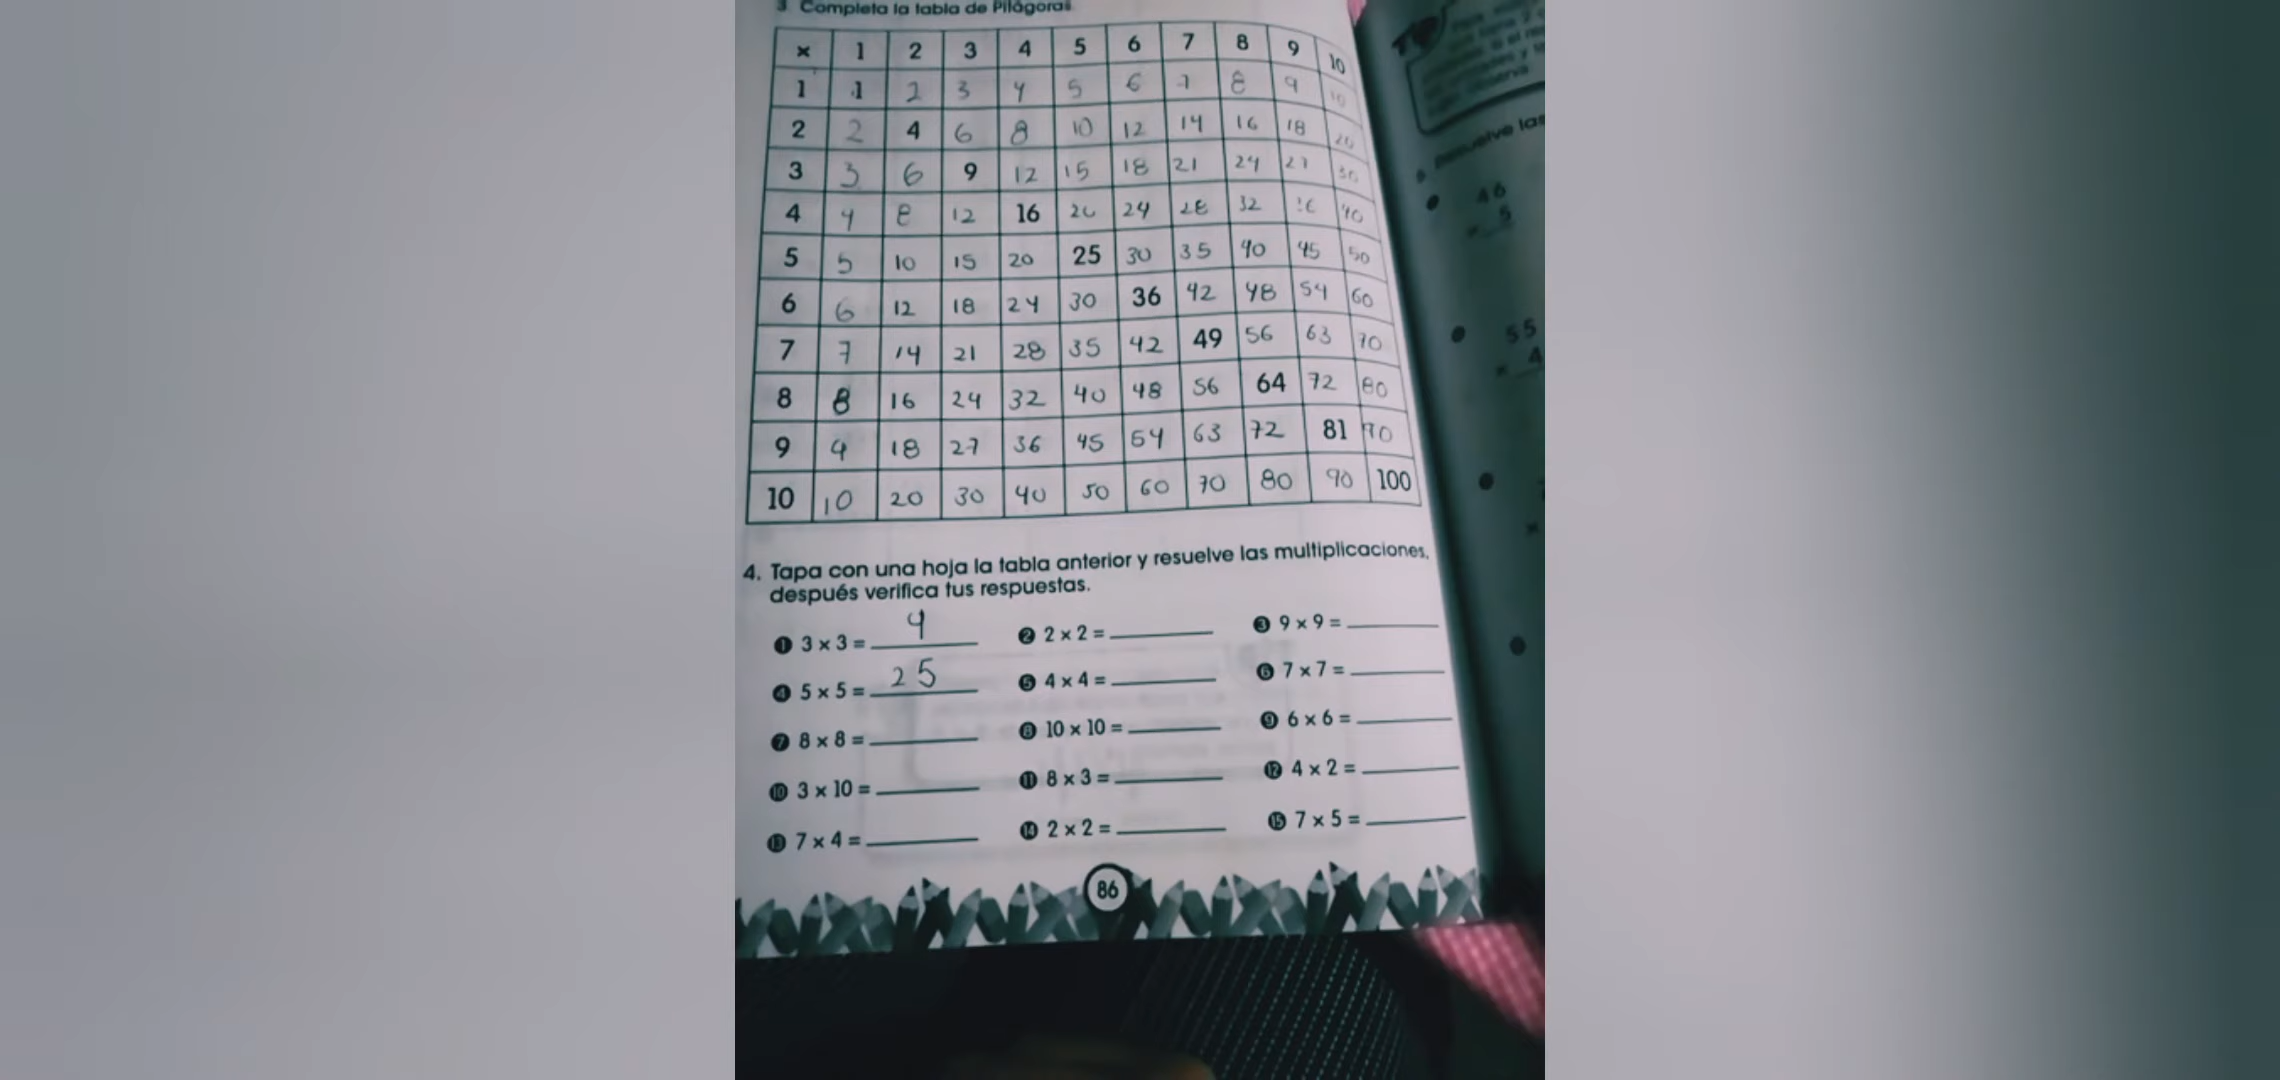 3 Completa la tabla de Pitágoras
× 1 2 3 4 5 6 7 8 9 10
1 1 2 3 4 5 6 7 8 9 10
2 2 4 6 8 10 12 14 16 18 20
3 3 6 9 12 15 18 21 24 27 30
4 4 8 12 16 20 24 28 32 36 40
5 5 10 15 20 25 30 35 40 45 50
6 6 12 18 24 30 36 42 48 54 60
7 7 14 21 28 35 42 49 56 63 70
8 8 16 24 32 40 48 56 64 72 80
9 9 18 27 36 45 54 63 72 81 90
10 10 20 30 40 50 60 70 80 90 100
4. Tapa con una hoja la tabla anterior y resuelve las multiplicaciones,
después verifica tus respuestas.
1 3 × 3 = 9 2 2 × 2 = 3 9 × 9 =
4 5 × 5 = 25 5 4 × 4 = 6 7 × 7 =
7 8 × 8 = 8 10 × 10 = 9 6 × 6 =
10 3 × 10 = 11 8 × 3 = 12 4 × 2 =
13 7 × 4 = 14 2 × 2 = 15 7 × 5 =
86
46
× 5
55
× 4